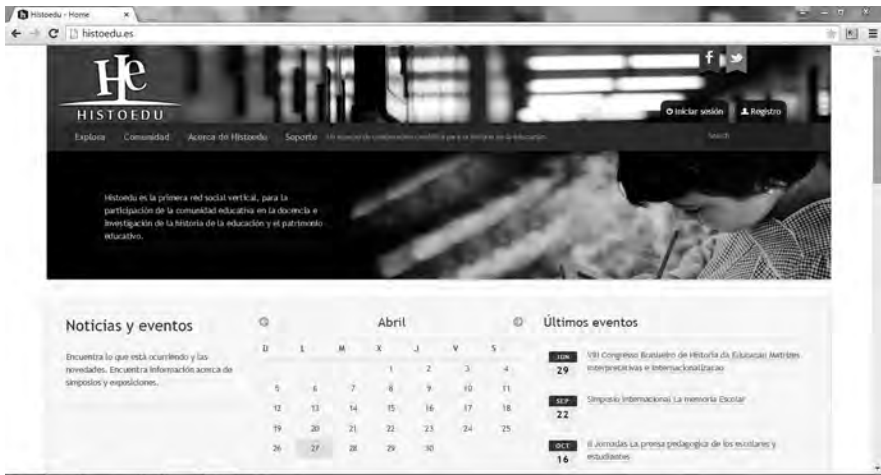 Histoedu - Home
histoedu.es
He
HISTOEDU
Iniciar sesión
Registro
Explora Comunidad Acerca de Histoedu Soporte
Search
Histoedu es la primera red social vertical, para la
participación de la comunidad educativa en la docencia e
investigación de la historia de la educación y el patrimonio
educativo.
Noticias y eventos
Encuentra lo que está ocurriendo y las
novedades. Encuentra información acerca de
simposios y exposiciones.
Abril
D L M X J V S
1 2 3 4
5 6 7 8 9 10 11
12 13 14 15 16 17 18
19 20 21 22 23 24 25
26 27 28 29 30
Últimos eventos
JUN
29
VIII Congresso Brasileiro de Historia da Educacao Matrizes
interpretativas e internacionalizacao
SEP
22
Simposio Internacional La memoria Escolar
OCT
16
II Jornadas La prensa pedagogica de los escolares y
estudiantes